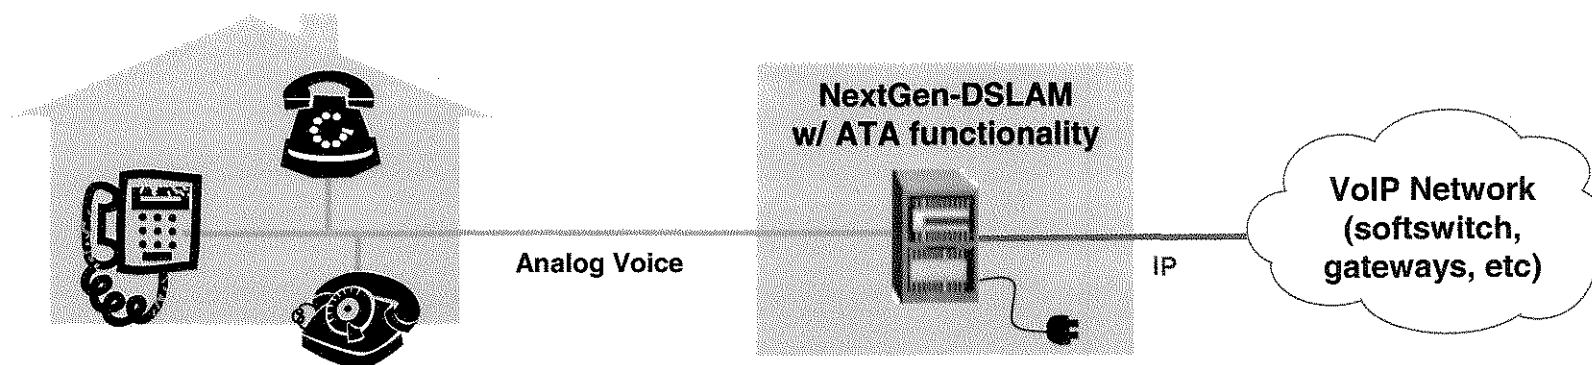 NextGen-DSLAM
w/ ATA functionality
Analog Voice
IP
VoIP Network
(softswitch,
gateways, etc)